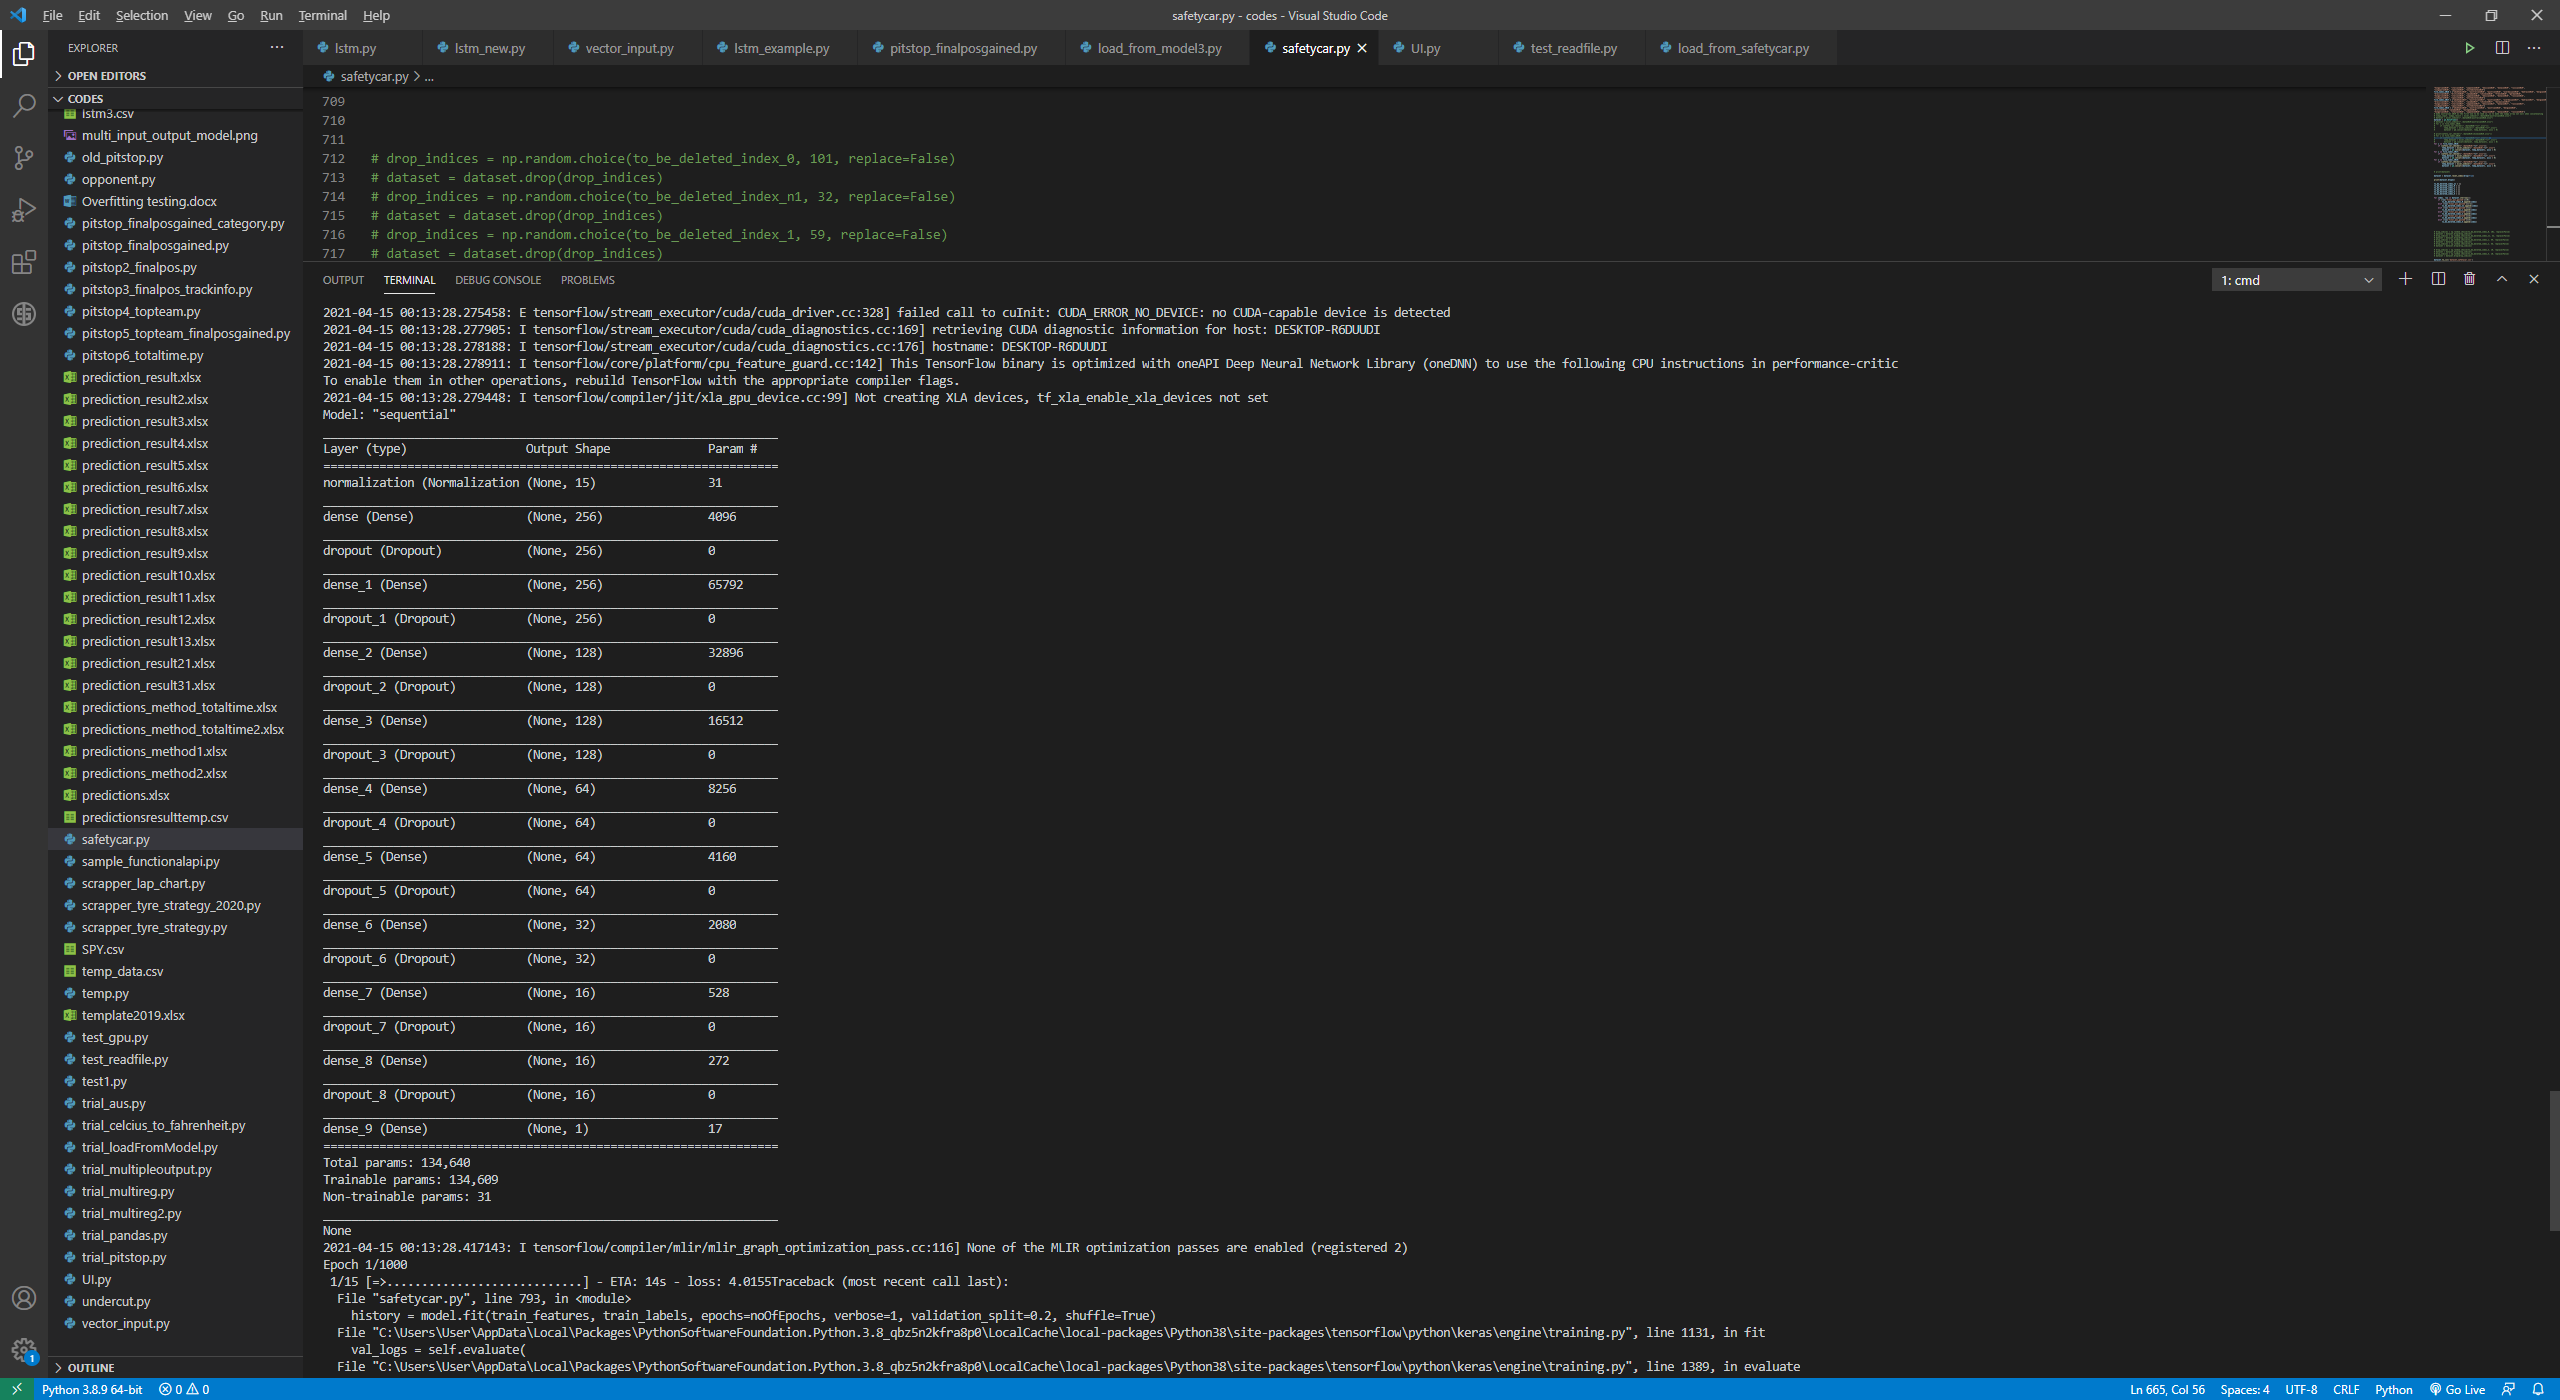 File Edit Selection View Go Run Terminal Help
safetycar.py - codes - Visual Studio Code
EXPLORER
OPEN EDITORS
CODES
lstm3.csv
multi_input_output_model.png
old_pitstop.py
opponent.py
Overfitting testing.docx
pitstop_finalposgained_category.py
pitstop_finalposgained.py
pitstop2_finalpos.py
pitstop3_finalpos_trackinfo.py
pitstop4_topteam.py
pitstop5_topteam_finalposgained.py
pitstop6_totaltime.py
prediction_result.xlsx
prediction_result2.xlsx
prediction_result3.xlsx
prediction_result4.xlsx
prediction_result5.xlsx
prediction_result6.xlsx
prediction_result7.xlsx
prediction_result8.xlsx
prediction_result9.xlsx
prediction_result10.xlsx
prediction_result11.xlsx
prediction_result12.xlsx
prediction_result13.xlsx
prediction_result21.xlsx
prediction_result31.xlsx
predictions_method_totaltime.xlsx
predictions_method_totaltime2.xlsx
predictions_method1.xlsx
predictions_method2.xlsx
predictions.xlsx
predictionsresulttemp.csv
safetycar.py
sample_functionalapi.py
scrapper_lap_chart.py
scrapper_tyre_strategy_2020.py
scrapper_tyre_strategy.py
SPY.csv
temp_data.csv
temp.py
template2019.xlsx
test_gpu.py
test_readfile.py
test1.py
trial_aus.py
trial_celcius_to_fahrenheit.py
trial_loadFromModel.py
trial_multipleoutput.py
trial_multireg.py
trial_multireg2.py
trial_pandas.py
trial_pitstop.py
UI.py
undercut.py
vector_input.py
OUTLINE
lstm.py lstm_new.py vector_input.py lstm_example.py pitstop_finalposgained.py load_from_model3.py safetycar.py UI.py test_readfile.py load_from_safetycar.py
safetycar.py > ...
709
710
711
712 # drop_indices = np.random.choice(to_be_deleted_index_0, 101, replace=False)
713 # dataset = dataset.drop(drop_indices)
714 # drop_indices = np.random.choice(to_be_deleted_index_n1, 32, replace=False)
715 # dataset = dataset.drop(drop_indices)
716 # drop_indices = np.random.choice(to_be_deleted_index_1, 59, replace=False)
717 # dataset = dataset.drop(drop_indices)
OUTPUT TERMINAL DEBUG CONSOLE PROBLEMS
1: cmd
2021-04-15 00:13:28.275458: E tensorflow/stream_executor/cuda/cuda_driver.cc:328] failed call to cuInit: CUDA_ERROR_NO_DEVICE: no CUDA-capable device is detected
2021-04-15 00:13:28.277905: I tensorflow/stream_executor/cuda/cuda_diagnostics.cc:169] retrieving CUDA diagnostic information for host: DESKTOP-R6DUUDI
2021-04-15 00:13:28.278188: I tensorflow/stream_executor/cuda/cuda_diagnostics.cc:176] hostname: DESKTOP-R6DUUDI
2021-04-15 00:13:28.278911: I tensorflow/core/platform/cpu_feature_guard.cc:142] This TensorFlow binary is optimized with oneAPI Deep Neural Network Library (oneDNN) to use the following CPU instructions in performance-critic
To enable them in other operations, rebuild TensorFlow with the appropriate compiler flags.
2021-04-15 00:13:28.279448: I tensorflow/compiler/jit/xla_gpu_device.cc:99] Not creating XLA devices, tf_xla_enable_xla_devices not set
Model: "sequential"
_________________________________________________________________
Layer (type) Output Shape Param #
=================================================================
normalization (Normalization (None, 15) 31
_________________________________________________________________
dense (Dense) (None, 256) 4096
_________________________________________________________________
dropout (Dropout) (None, 256) 0
_________________________________________________________________
dense_1 (Dense) (None, 256) 65792
_________________________________________________________________
dropout_1 (Dropout) (None, 256) 0
_________________________________________________________________
dense_2 (Dense) (None, 128) 32896
_________________________________________________________________
dropout_2 (Dropout) (None, 128) 0
_________________________________________________________________
dense_3 (Dense) (None, 128) 16512
_________________________________________________________________
dropout_3 (Dropout) (None, 128) 0
_________________________________________________________________
dense_4 (Dense) (None, 64) 8256
_________________________________________________________________
dropout_4 (Dropout) (None, 64) 0
_________________________________________________________________
dense_5 (Dense) (None, 64) 4160
_________________________________________________________________
dropout_5 (Dropout) (None, 64) 0
_________________________________________________________________
dense_6 (Dense) (None, 32) 2080
_________________________________________________________________
dropout_6 (Dropout) (None, 32) 0
_________________________________________________________________
dense_7 (Dense) (None, 16) 528
_________________________________________________________________
dropout_7 (Dropout) (None, 16) 0
_________________________________________________________________
dense_8 (Dense) (None, 16) 272
_________________________________________________________________
dropout_8 (Dropout) (None, 16) 0
_________________________________________________________________
dense_9 (Dense) (None, 1) 17
=================================================================
Total params: 134,640
Trainable params: 134,609
Non-trainable params: 31
_________________________________________________________________
None
2021-04-15 00:13:28.417143: I tensorflow/compiler/mlir/mlir_graph_optimization_pass.cc:116] None of the MLIR optimization passes are enabled (registered 2)
Epoch 1/1000
1/15 [=>............................] - ETA: 14s - loss: 4.0155Traceback (most recent call last):
File "safetycar.py", line 793, in <module>
history = model.fit(train_features, train_labels, epochs=noOfEpochs, verbose=1, validation_split=0.2, shuffle=True)
File "C:\Users\User\AppData\Local\Packages\PythonSoftwareFoundation.Python.3.8_qbz5n2kfra8p0\LocalCache\local-packages\Python38\site-packages\tensorflow\python\keras\engine\training.py", line 1131, in fit
val_logs = self.evaluate(
File "C:\Users\User\AppData\Local\Packages\PythonSoftwareFoundation.Python.3.8_qbz5n2kfra8p0\LocalCache\local-packages\Python38\site-packages\tensorflow\python\keras\engine\training.py", line 1389, in evaluate
1
Python 3.8.9 64-bit 0 0 Ln 665, Col 56 Spaces: 4 UTF-8 CRLF Python Go Live